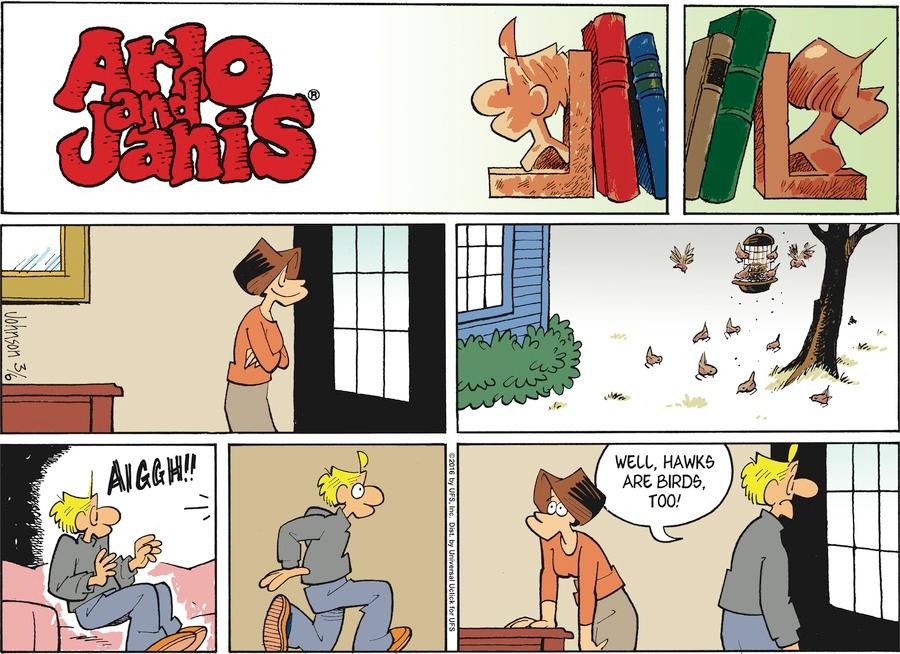 Arlo
and
Janis®
Johnson 3/6
AIGGH!!
©2016 by UFS, Inc. Dist. by Universal Uclick for UFS
WELL, HAWKS
ARE BIRDS,
TOO!